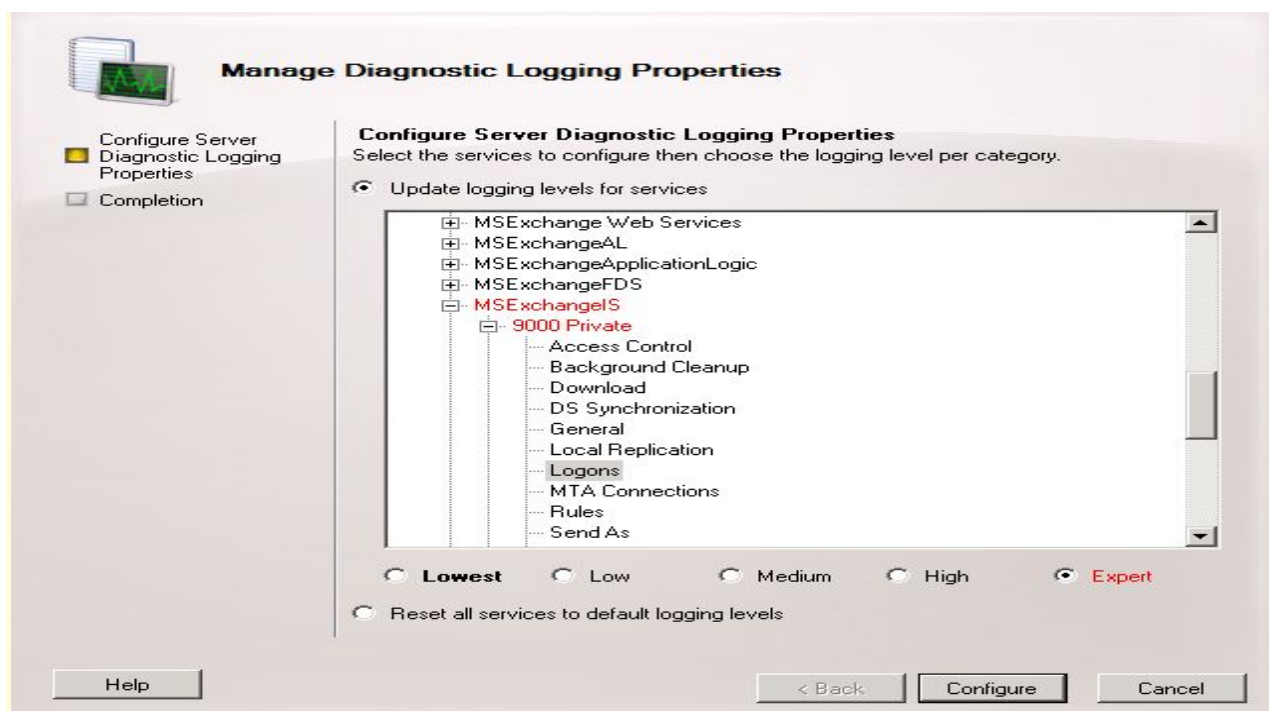 Manage Diagnostic Logging Properties
Configure Server
Diagnostic Logging
Properties
Completion
Configure Server Diagnostic Logging Properties
Select the services to configure then choose the logging level per category.
Update logging levels for services
MSExchange Web Services
MSExchangeAL
MSExchangeApplicationLogic
MSExchangeFDS
MSExchangeIS
9000 Private
Access Control
Background Cleanup
Download
DS Synchronization
General
Local Replication
Logons
MTA Connections
Rules
Send As
Lowest Low Medium High Expert
Reset all services to default logging levels
Help < Back Configure Cancel